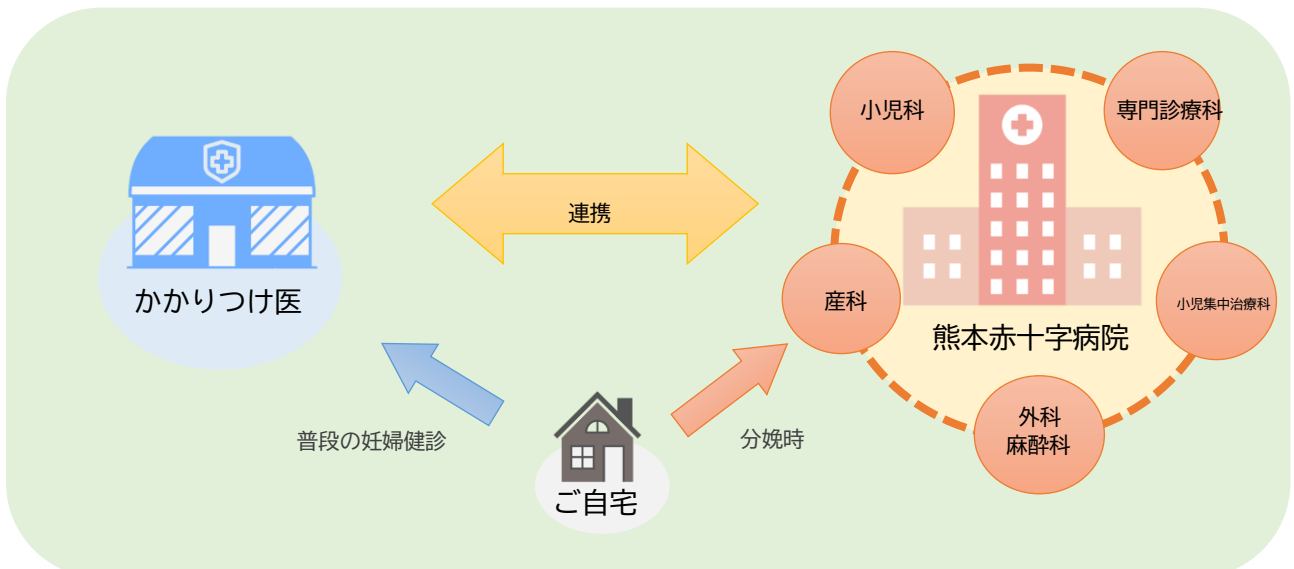 小児科
専門診療科
連携
かかりつけ医
産科
小児集中治療科
熊本赤十字病院
普段の妊婦健診
分娩時
外科
麻酔科
ご自宅